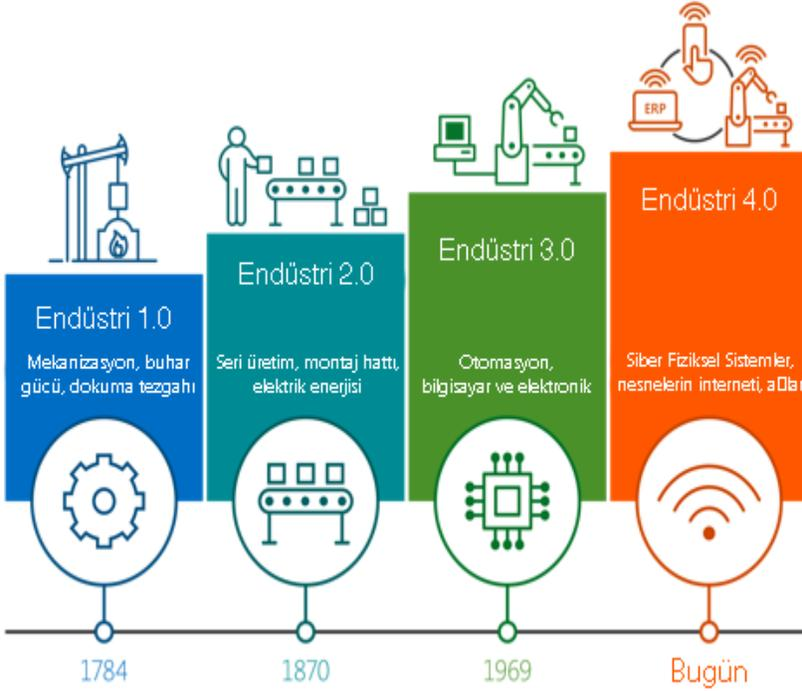 ERP
Endüstri 1.0
Mekanizasyon, buhar
gücü, dokuma tezgahı
1784
Endüstri 2.0
Seri üretim, montaj hattı,
elektrik enerjisi
1870
Endüstri 3.0
Otomasyon,
bilgisayar ve elektronik
1969
Endüstri 4.0
Siber Fiziksel Sistemler,
nesnelerin interneti,
Bugün